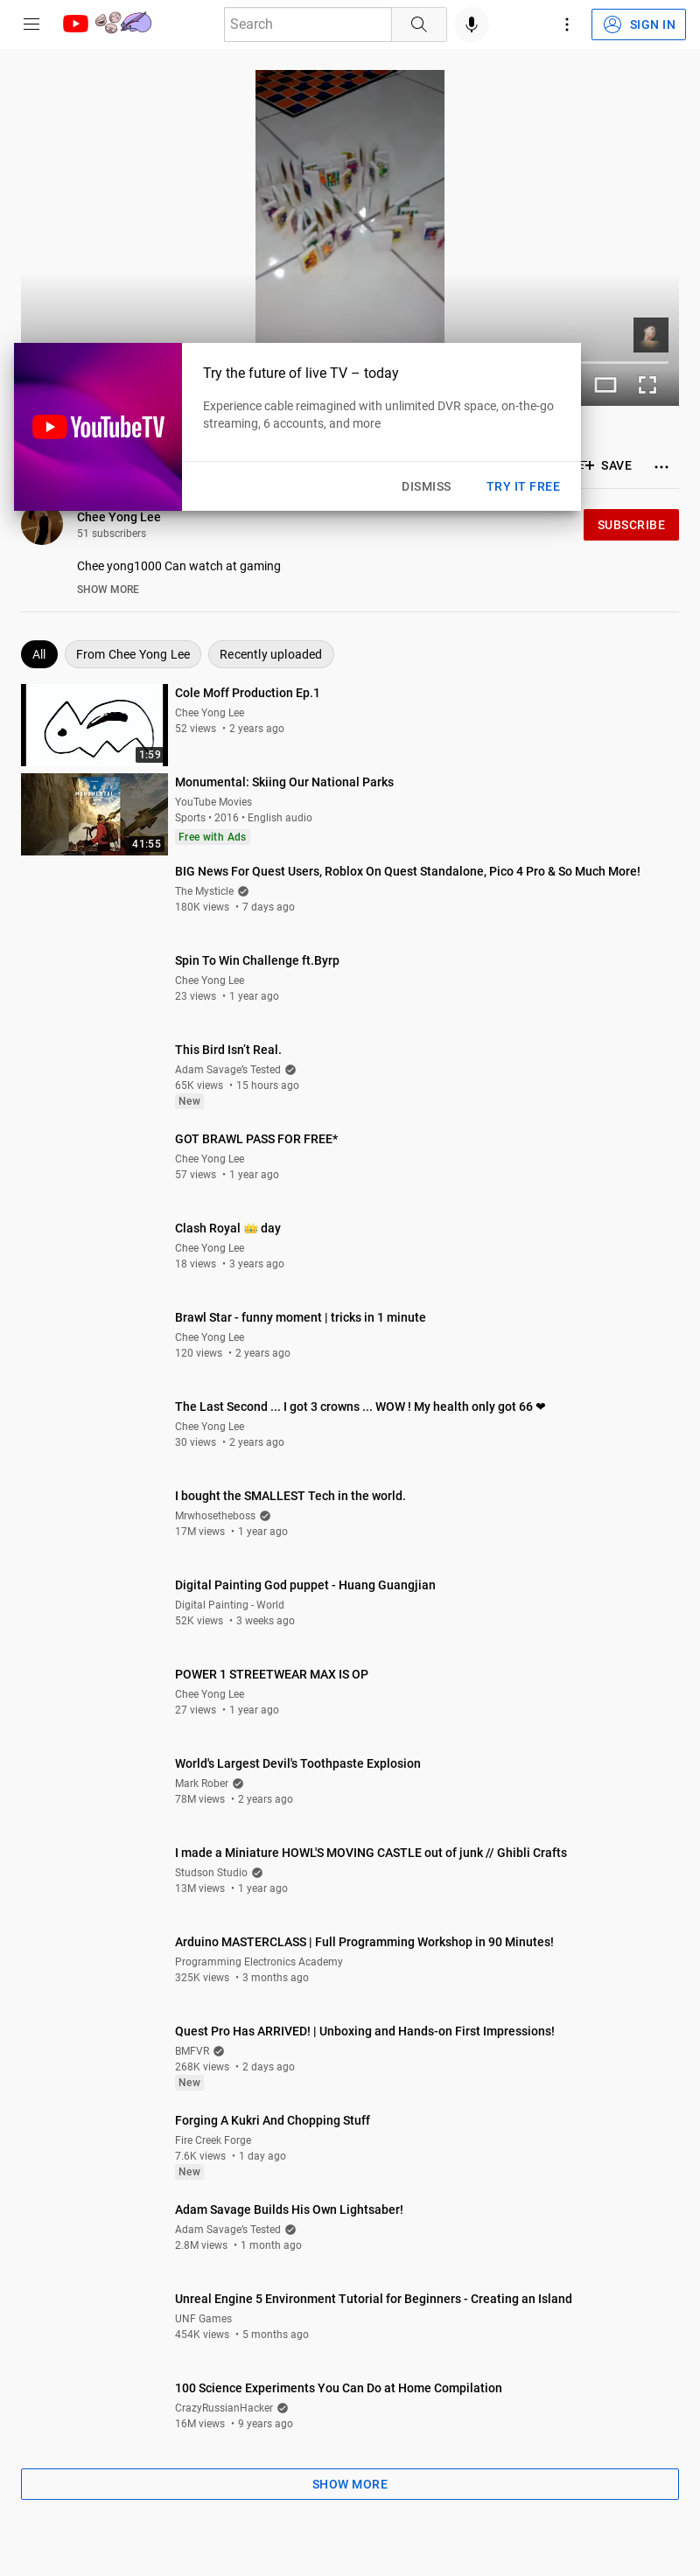 Search
SIGN IN
YouTubeTV
Try the future of live TV – today
Experience cable reimagined with unlimited DVR space, on-the-go
streaming, 6 accounts, and more
DISMISS
TRY IT FREE
SAVE
Chee Yong Lee
51 subscribers
SUBSCRIBE
Chee yong1000 Can watch at gaming
SHOW MORE
All
From Chee Yong Lee
Recently uploaded
Cole Moff Production Ep.1
Chee Yong Lee
52 views • 2 years ago
1:59
Monumental: Skiing Our National Parks
YouTube Movies
Sports • 2016 • English audio
Free with Ads
MONUMENTAL
41:55
BIG News For Quest Users, Roblox On Quest Standalone, Pico 4 Pro & So Much More!
The Mysticle
180K views • 7 days ago
Spin To Win Challenge ft.Byrp
Chee Yong Lee
23 views • 1 year ago
This Bird Isn’t Real.
Adam Savage’s Tested
65K views • 15 hours ago
New
GOT BRAWL PASS FOR FREE*
Chee Yong Lee
57 views • 1 year ago
Clash Royal 👑 day
Chee Yong Lee
18 views • 3 years ago
Brawl Star - funny moment | tricks in 1 minute
Chee Yong Lee
120 views • 2 years ago
The Last Second ... I got 3 crowns ... WOW ! My health only got 66 ❤
Chee Yong Lee
30 views • 2 years ago
I bought the SMALLEST Tech in the world.
Mrwhosetheboss
17M views • 1 year ago
Digital Painting God puppet - Huang Guangjian
Digital Painting - World
52K views • 3 weeks ago
POWER 1 STREETWEAR MAX IS OP
Chee Yong Lee
27 views • 1 year ago
World's Largest Devil's Toothpaste Explosion
Mark Rober
78M views • 2 years ago
I made a Miniature HOWL'S MOVING CASTLE out of junk // Ghibli Crafts
Studson Studio
13M views • 1 year ago
Arduino MASTERCLASS | Full Programming Workshop in 90 Minutes!
Programming Electronics Academy
325K views • 3 months ago
Quest Pro Has ARRIVED! | Unboxing and Hands-on First Impressions!
BMFVR
268K views • 2 days ago
New
Forging A Kukri And Chopping Stuff
Fire Creek Forge
7.6K views • 1 day ago
New
Adam Savage Builds His Own Lightsaber!
Adam Savage’s Tested
2.8M views • 1 month ago
Unreal Engine 5 Environment Tutorial for Beginners - Creating an Island
UNF Games
454K views • 5 months ago
100 Science Experiments You Can Do at Home Compilation
CrazyRussianHacker
16M views • 9 years ago
SHOW MORE